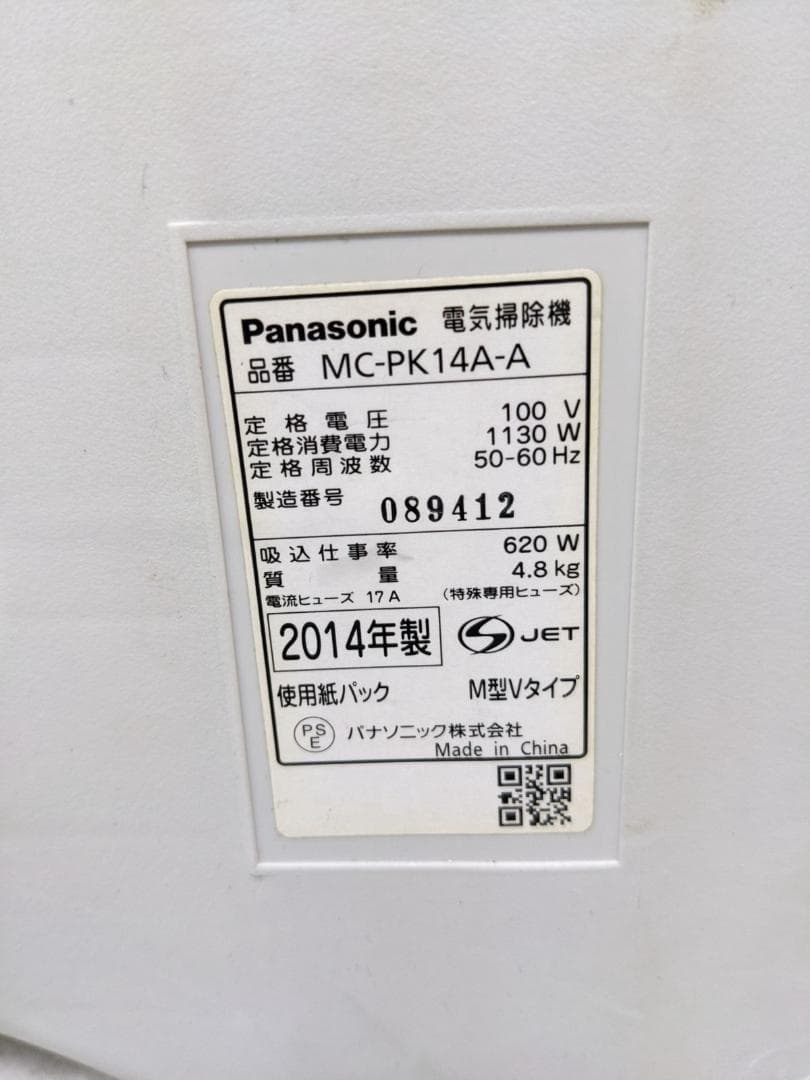 Panasonic 電気掃除機
品番 MC-PK14A-A
定格電圧 100 V
定格消費電力 1130 W
定格周波数 50-60 Hz
製造番号 089412
吸込仕事率 620 W
質量 4.8 kg
電流ヒューズ 17 A (特殊専用ヒューズ)
2014年製 S JET
使用紙パック M型Vタイプ
PSE パナソニック株式会社
Made in China